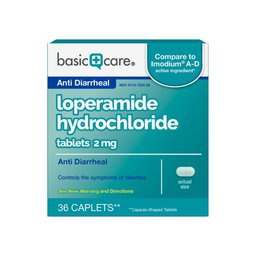 basic care®
Compare to
Imodium® A-D
active ingredient*
Anti Diarrheal
loperamide
hydrochloride
tablets 2 mg
Anti Diarrheal
Controls the symptoms of diarrhea
See New Warning and Directions
actual
size
36 CAPLETS**
**Capsule-Shaped Tablets